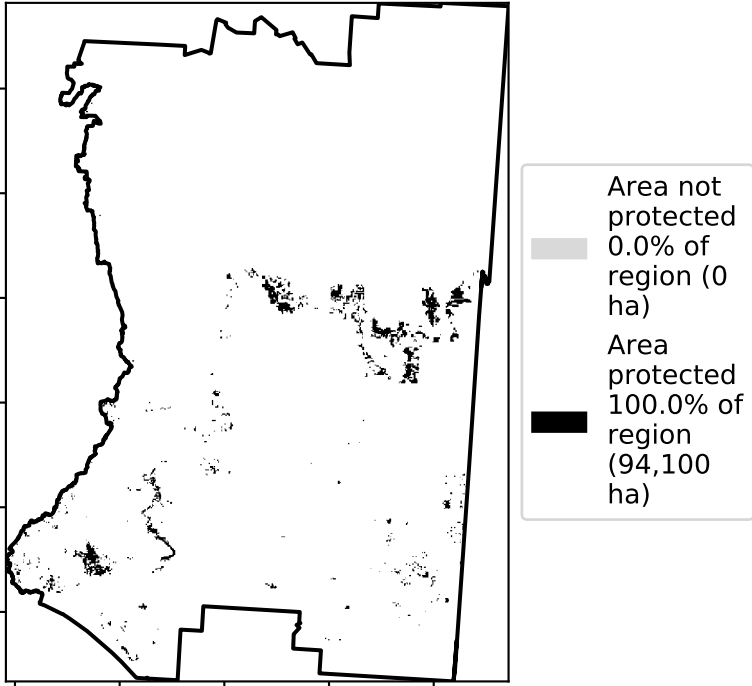 Area not
protected
0.0% of
region (0
ha)
Area
protected
100.0% of
region
(94,100
ha)